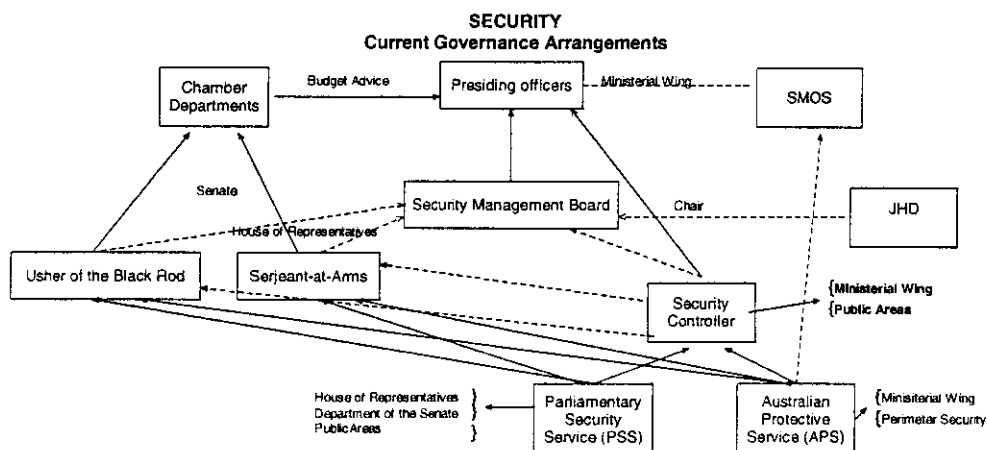 SECURITY
Current Governance Arrangements
Chamber
Departments
Budget Advice
Presiding officers
Ministerial Wing
SMOS
Senate
Security Management Board
Chair
JHD
House of Representatives
Usher of the Black Rod
Serjeant-at-Arms
Security
Controller
{Ministerial Wing
{Public Areas
House of Representatives }
Department of the Senate
Public Areas }
Parliamentary
Security
Service (PSS)
Australian
Protective
Service (APS)
{Minisiterial Wing
{Perimeter Security